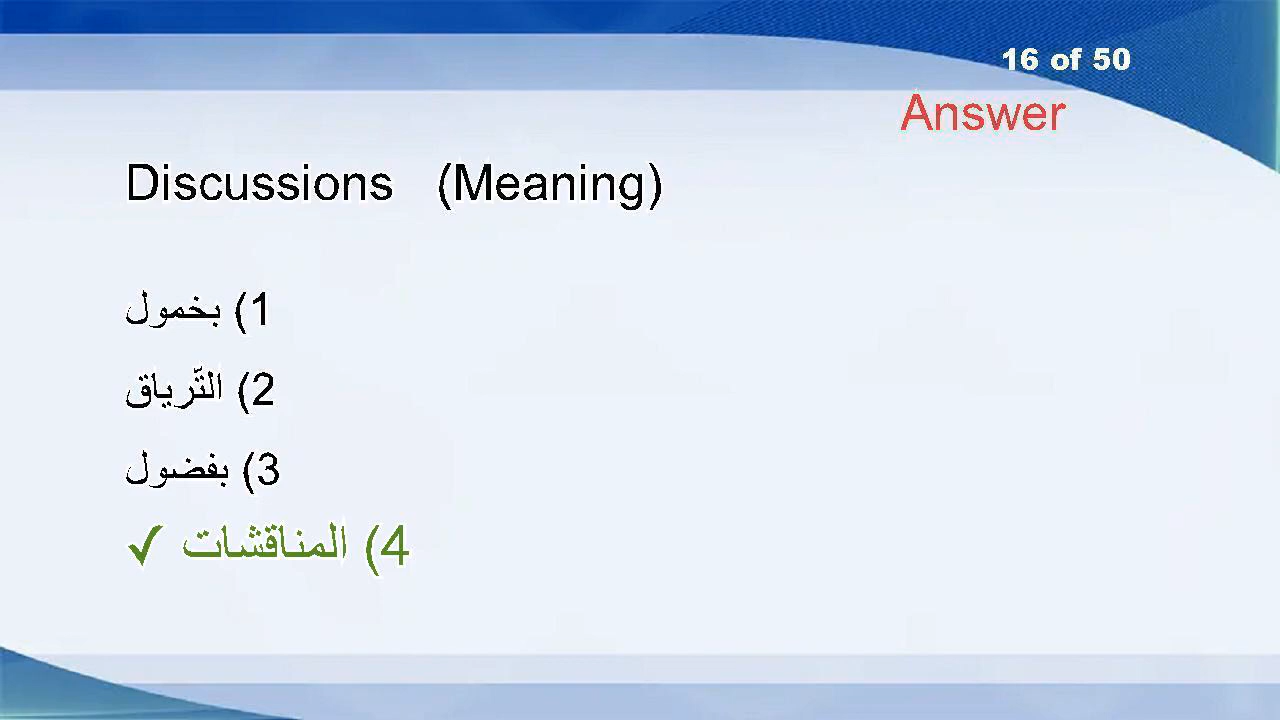 16 of 50
Answer
Discussions (Meaning)
1) بخمول
2) التّرياق
3) بفضول
4) المناقشات ✓